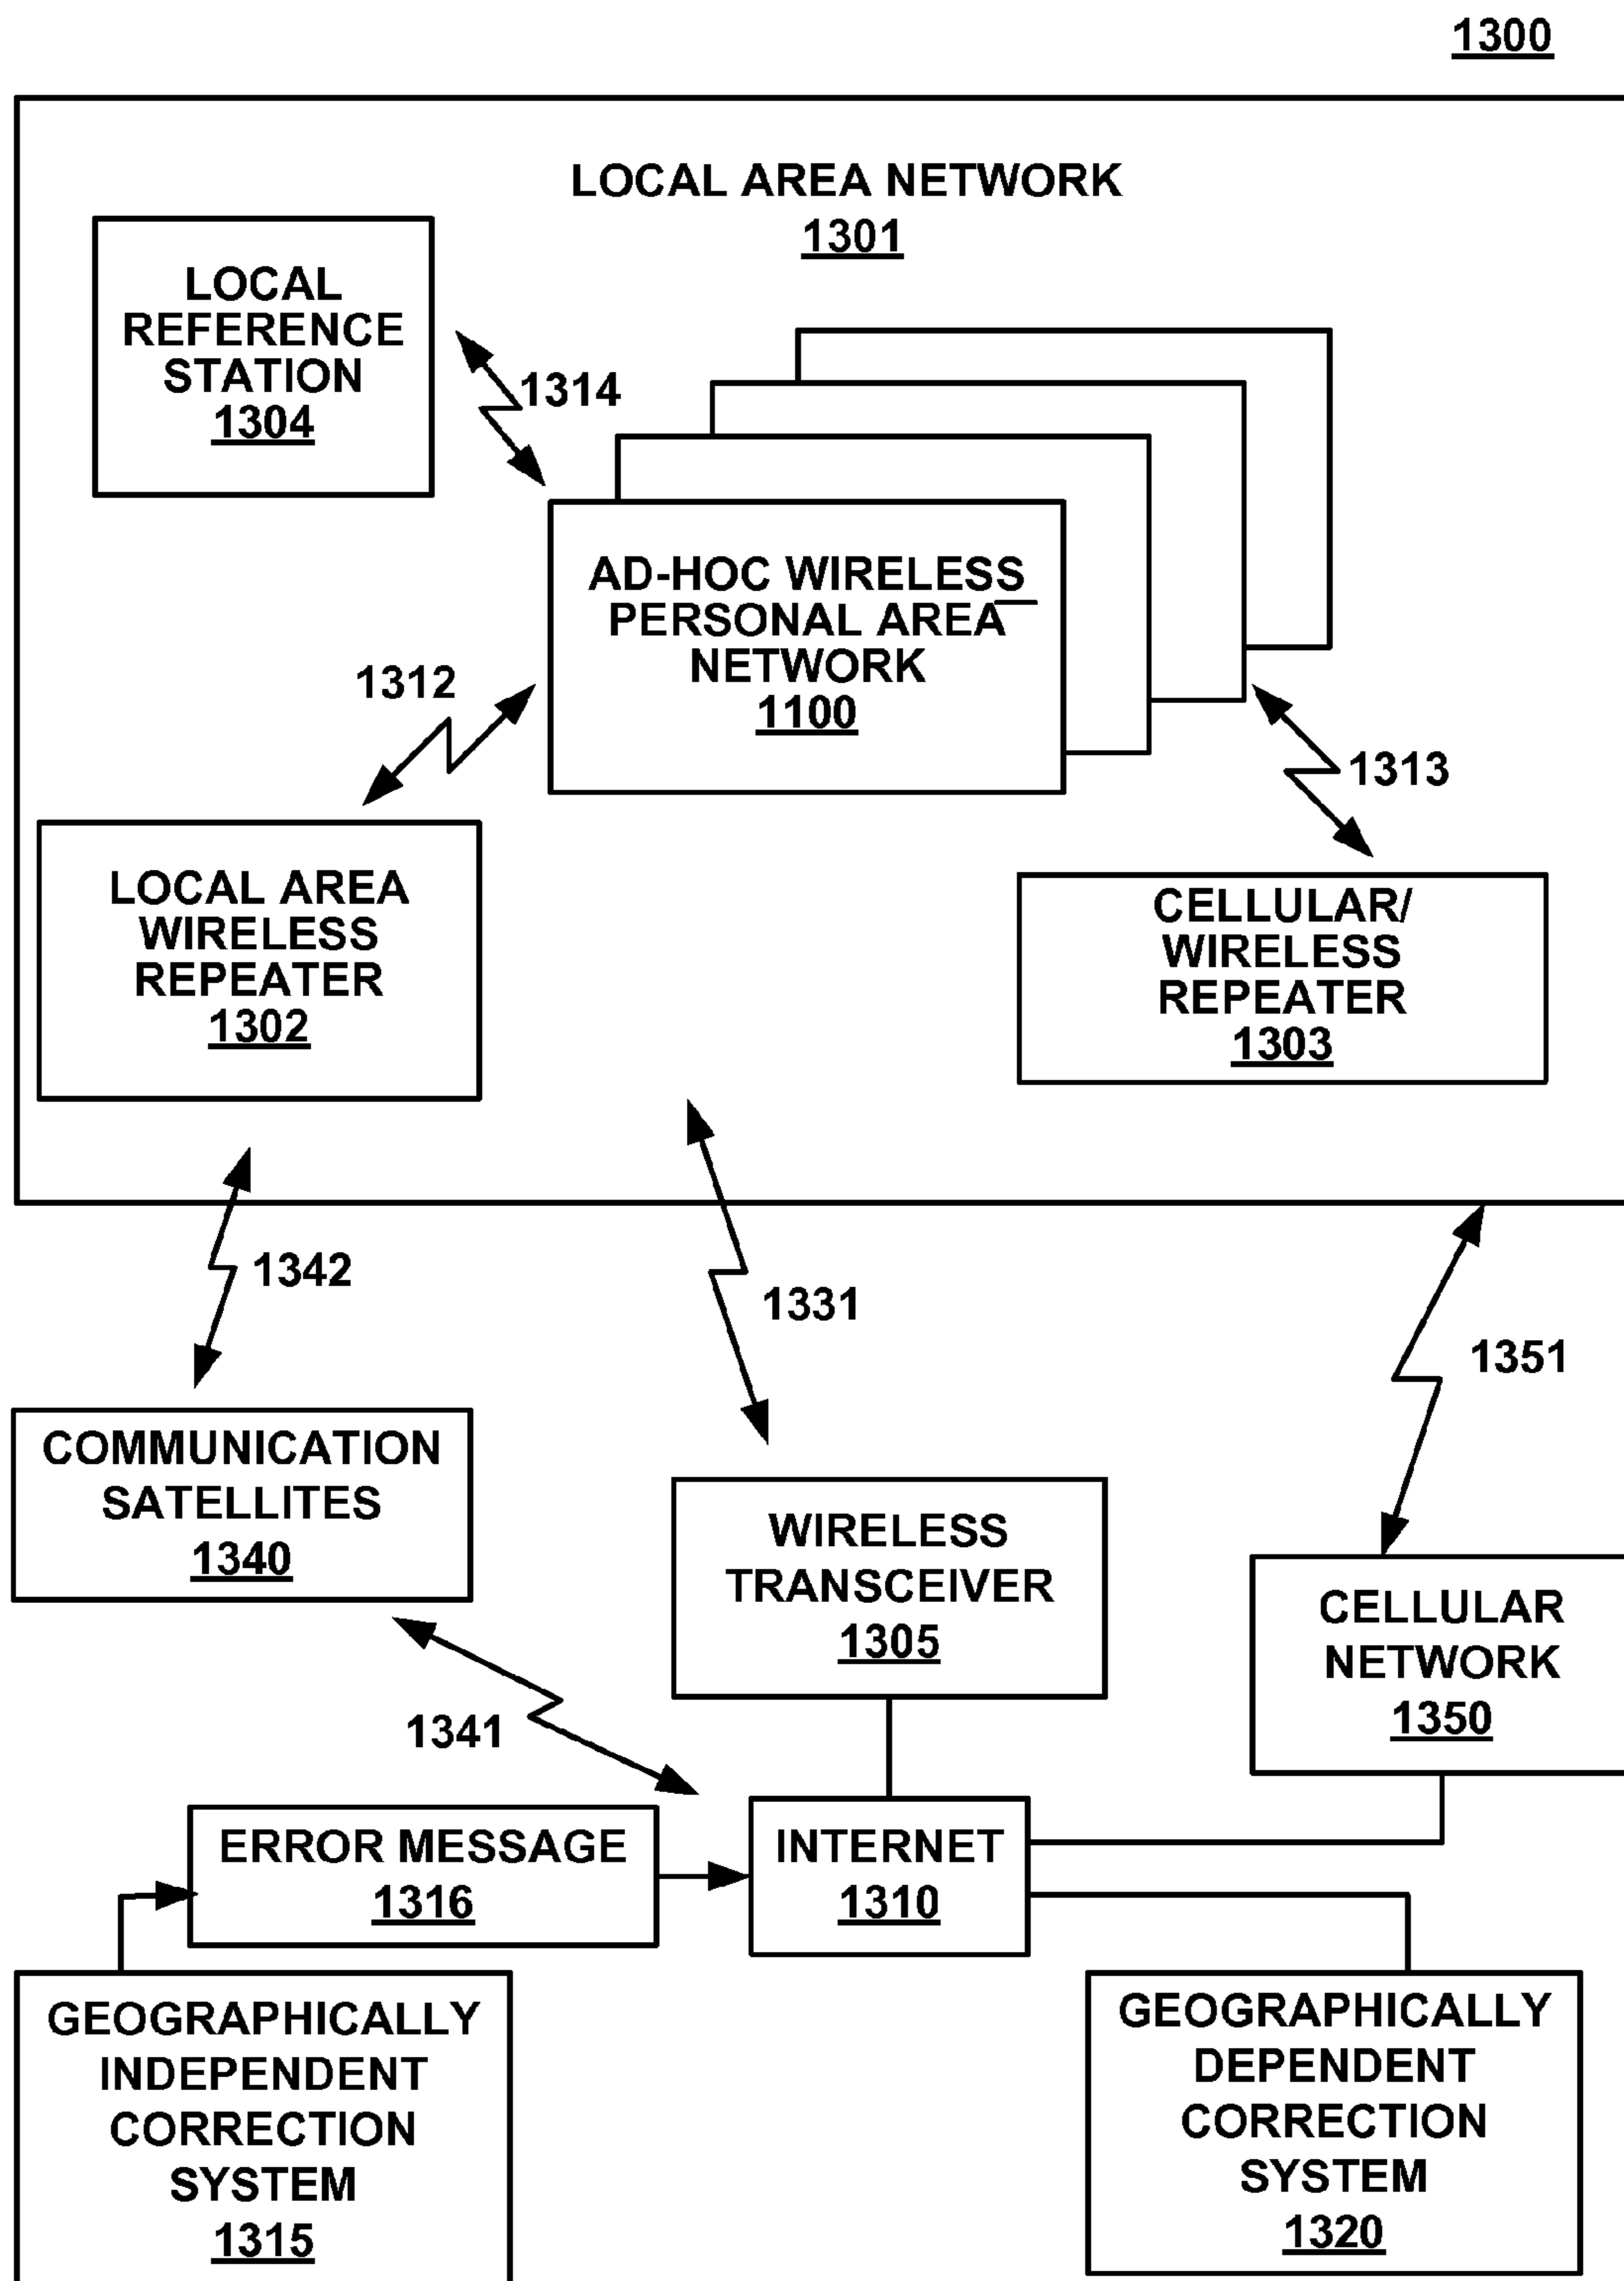 1300
LOCAL AREA NETWORK
1301
LOCAL
REFERENCE
STATION
1304
1314
AD-HOC WIRELESS
PERSONAL AREA
NETWORK
1100
1312
1313
LOCAL AREA
WIRELESS
REPEATER
1302
CELLULAR/
WIRELESS
REPEATER
1303
1342
1331
1351
COMMUNICATION
SATELLITES
1340
WIRELESS
TRANSCEIVER
1305
CELLULAR
NETWORK
1350
1341
ERROR MESSAGE
1316
INTERNET
1310
GEOGRAPHICALLY
INDEPENDENT
CORRECTION
SYSTEM
1315
GEOGRAPHICALLY
DEPENDENT
CORRECTION
SYSTEM
1320